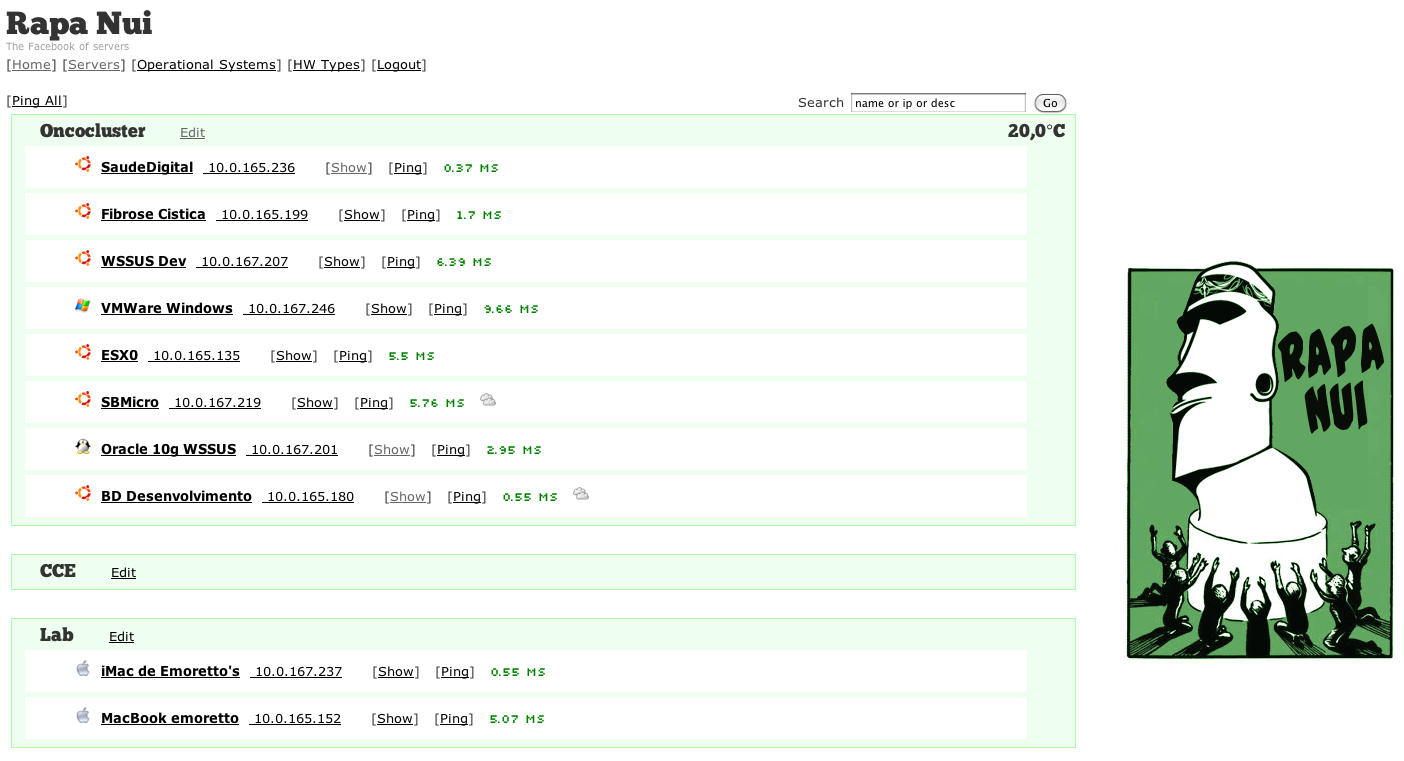 Rapa Nui
The Facebook of servers
[Home] [Servers] [Operational Systems] [HW Types] [Logout]
[Ping All] Search name or ip or desc Go
Oncocluster Edit 20,0°C
SaudeDigital 10.0.165.236 [Show] [Ping] 0.37 MS
Fibrose Cistica 10.0.165.199 [Show] [Ping] 1.7 MS
WSSUS Dev 10.0.167.207 [Show] [Ping] 6.39 MS
VMWare Windows 10.0.167.246 [Show] [Ping] 9.66 MS
ESX0 10.0.165.135 [Show] [Ping] 5.5 MS
SBMicro 10.0.167.219 [Show] [Ping] 5.76 MS
Oracle 10g WSSUS 10.0.167.201 [Show] [Ping] 2.95 MS
BD Desenvolvimento 10.0.165.180 [Show] [Ping] 0.55 MS
CCE Edit
Lab Edit
iMac de Emoretto's 10.0.167.237 [Show] [Ping] 0.55 MS
MacBook emoretto 10.0.165.152 [Show] [Ping] 5.07 MS
RAPA
NUI